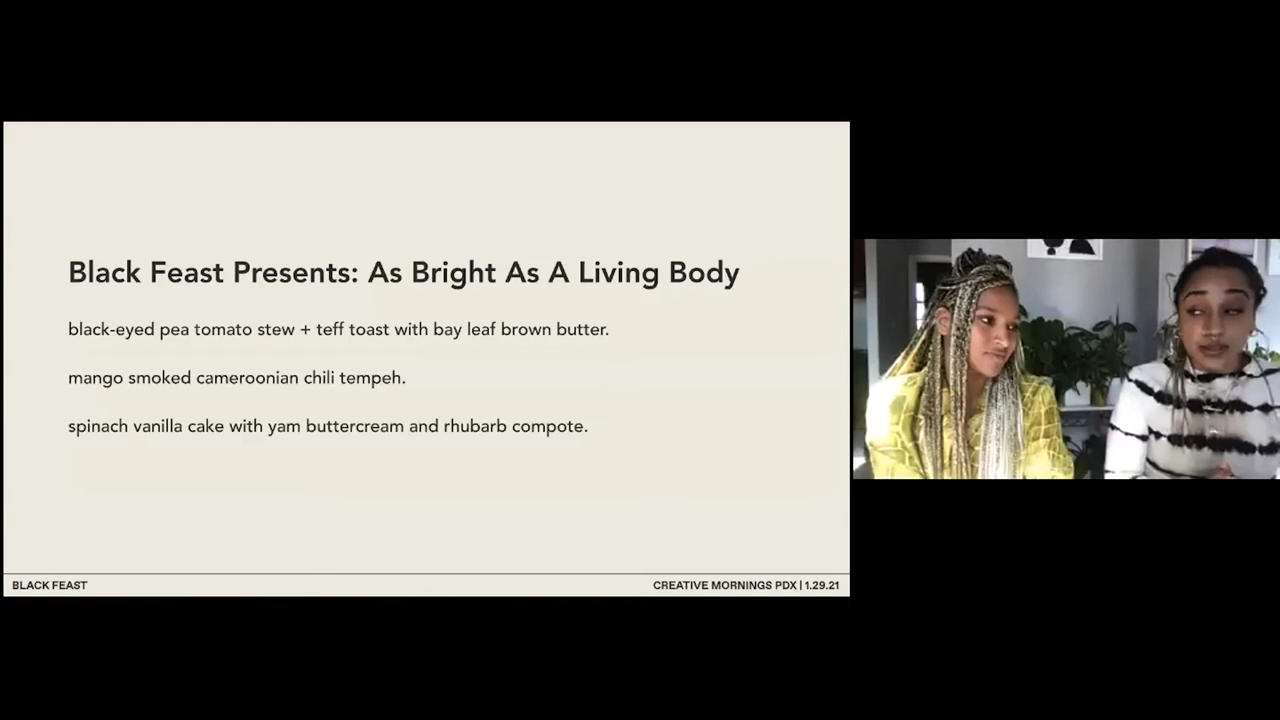 Black Feast Presents: As Bright As A Living Body
black-eyed pea tomato stew + teff toast with bay leaf brown butter.
mango smoked cameroonian chili tempeh.
spinach vanilla cake with yam buttercream and rhubarb compote.
BLACK FEAST
CREATIVE MORNINGS PDX | 1.29.21